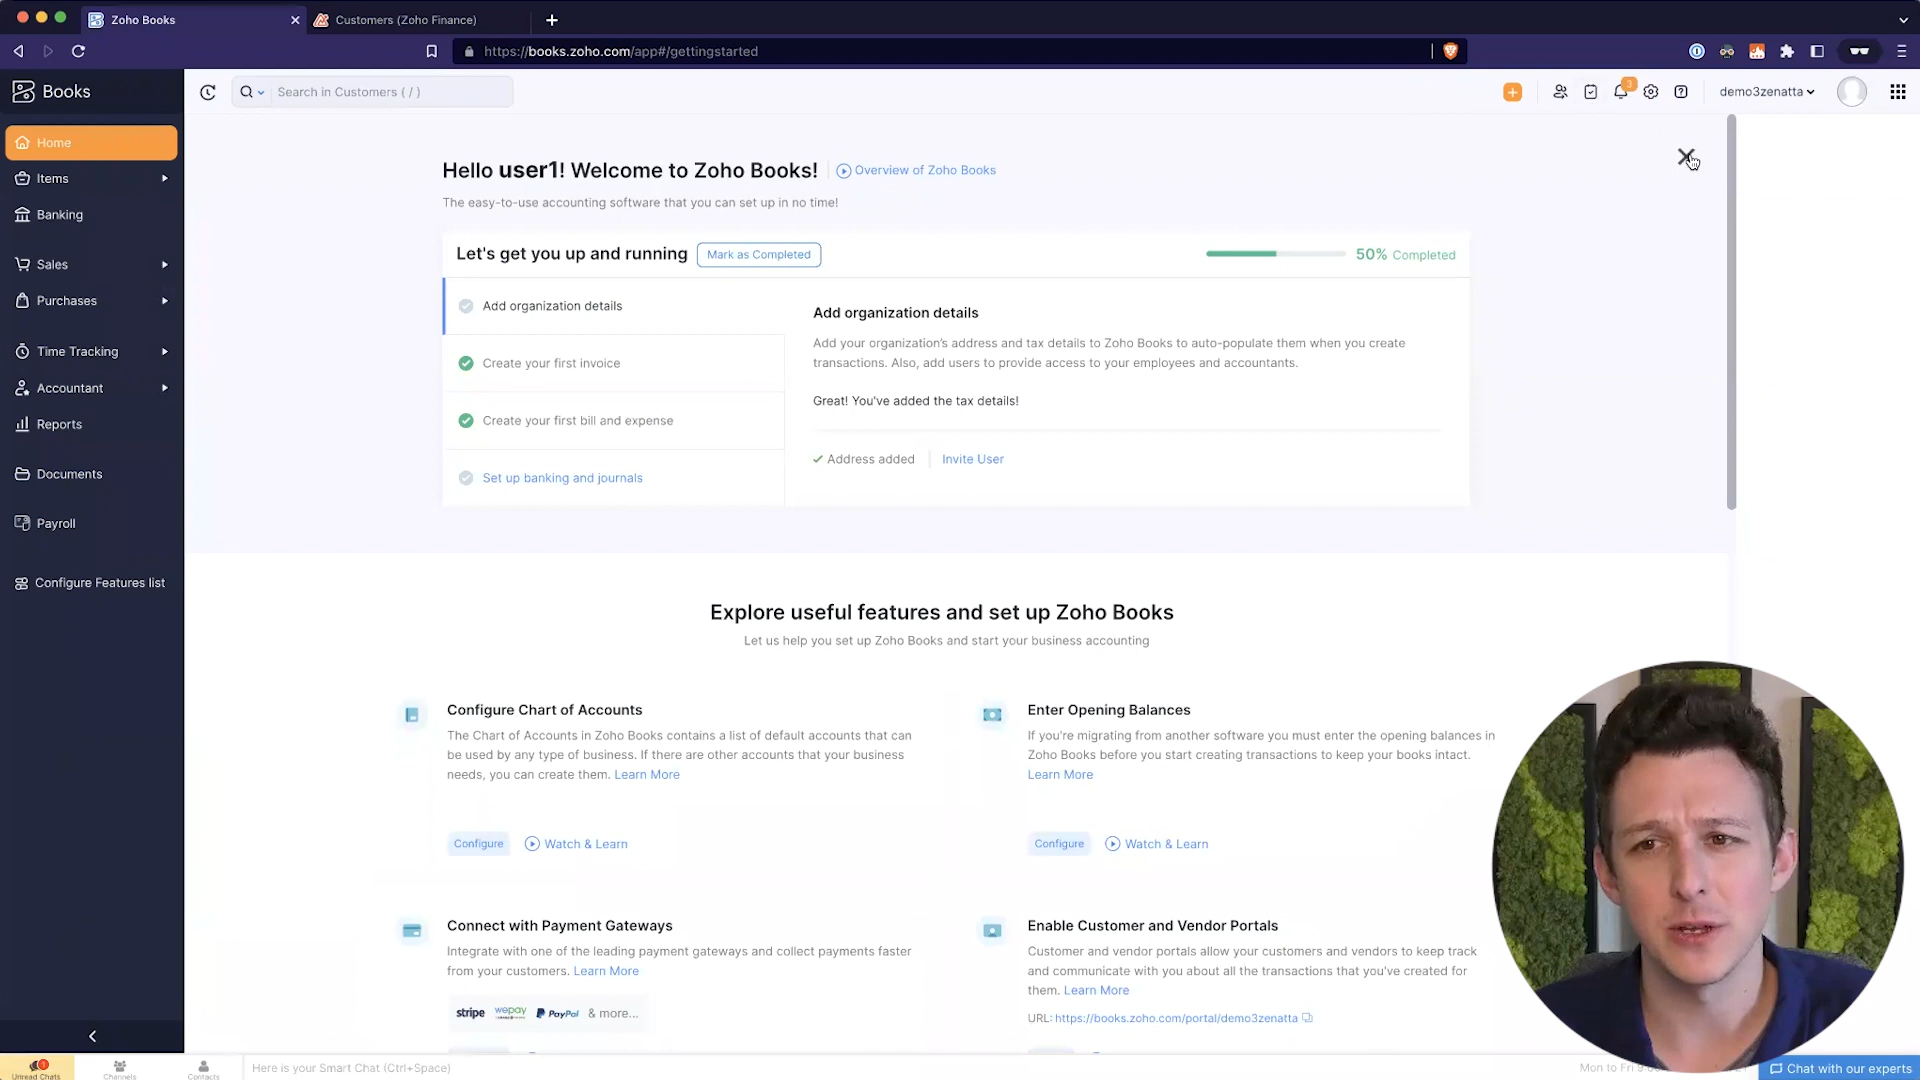 Zoho Books
Customers (Zoho Finance)
https://books.zoho.com/app#/gettingstarted
Books
Search in Customers ( / )
3
demo3zenatta
Home
Items
Banking
Sales
Purchases
Time Tracking
Accountant
Reports
Documents
Payroll
Configure Features list
Hello user1! Welcome to Zoho Books!
Overview of Zoho Books
The easy-to-use accounting software that you can set up in no time!
Let's get you up and running
Mark as Completed
50% Completed
Add organization details
Create your first invoice
Create your first bill and expense
Set up banking and journals
Add organization details
Add your organization's address and tax details to Zoho Books to auto-populate them when you create
transactions. Also, add users to provide access to your employees and accountants.
Great! You've added the tax details!
Address added
Invite User
Explore useful features and set up Zoho Books
Let us help you set up Zoho Books and start your business accounting
Configure Chart of Accounts
The Chart of Accounts in Zoho Books contains a list of default accounts that can
be used by any type of business. If there are other accounts that your business
needs, you can create them. Learn More
Configure
Watch & Learn
Enter Opening Balances
If you're migrating from another software you must enter the opening balances in
Zoho Books before you start creating transactions to keep your books intact.
Learn More
Configure
Watch & Learn
Connect with Payment Gateways
Integrate with one of the leading payment gateways and collect payments faster
from your customers. Learn More
stripe wepay PayPal & more...
Enable Customer and Vendor Portals
Customer and vendor portals allow your customers and vendors to keep track
and communicate with you about all the transactions that you've created for
them. Learn More
URL: https://books.zoho.com/portal/demo3zenatta
Unread Chats
Channels
Contacts
Here is your Smart Chat (Ctrl+Space)
Mon to Fri
Chat with our experts